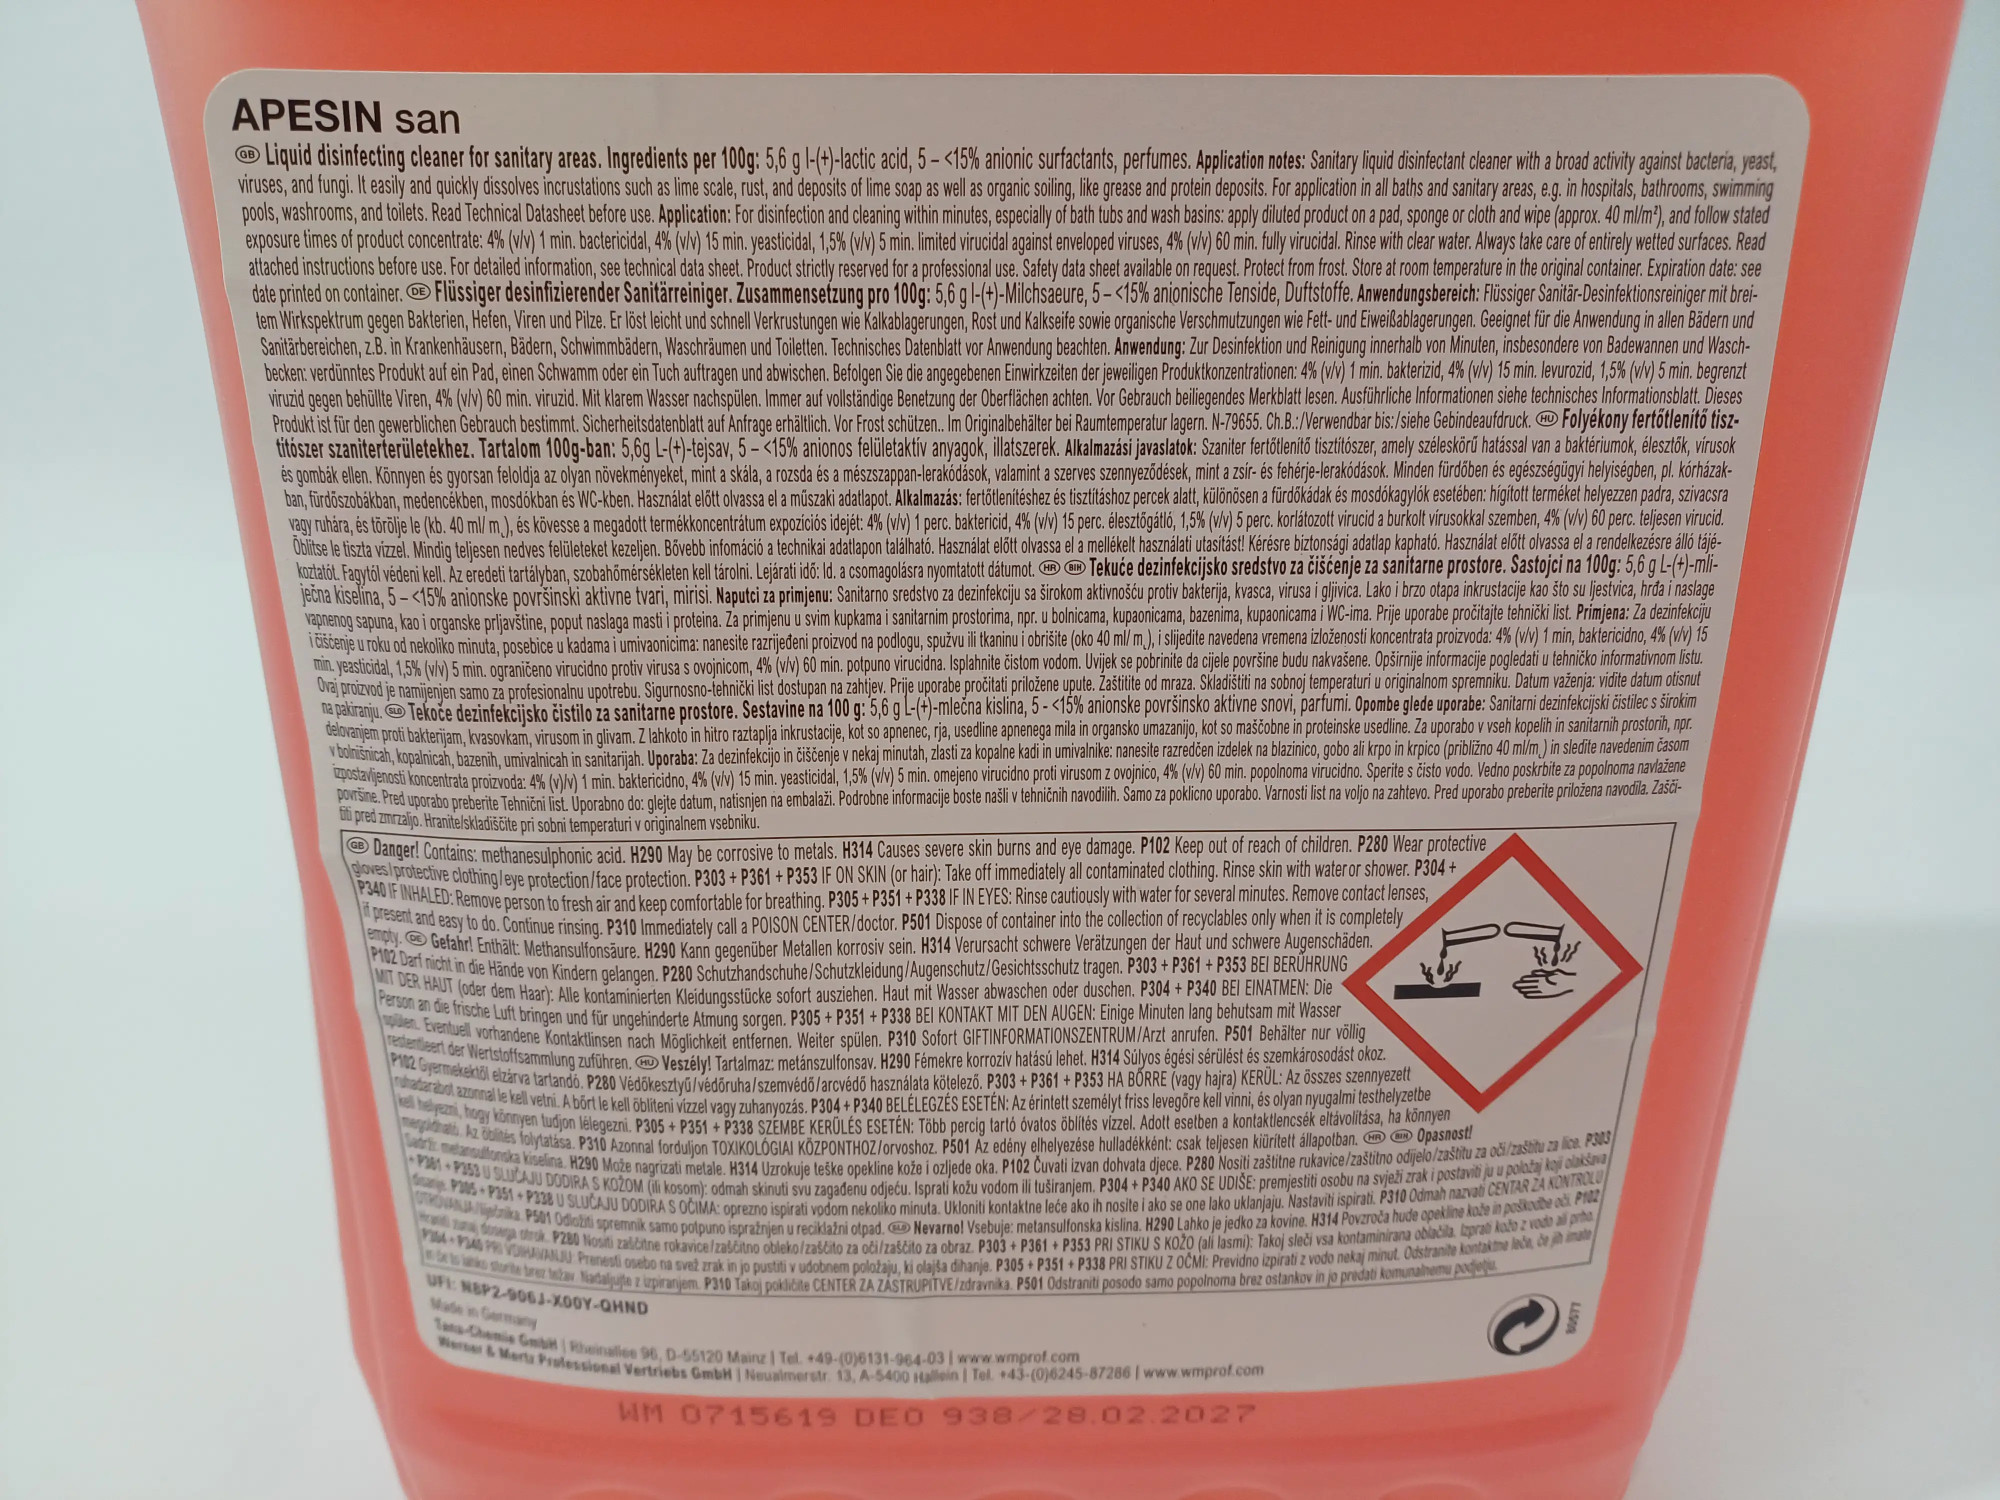 APESIN san
GB Liquid disinfecting cleaner for sanitary areas. Ingredients per 100g: 5,6 g l-(+)-lactic acid, 5 – <15% anionic surfactants, perfumes. Application notes: Sanitary liquid disinfectant cleaner with a broad activity against bacteria, yeast,
viruses, and fungi. It easily and quickly dissolves incrustations such as lime scale, rust, and deposits of lime soap as well as organic soiling, like grease and protein deposits. For application in all baths and sanitary areas, e.g. in hospitals, bathrooms, swimming
pools, washrooms, and toilets. Read Technical Datasheet before use. Application: For disinfection and cleaning within minutes, especially of bath tubs and wash basins: apply diluted product on a pad, sponge or cloth and wipe (approx. 40 ml/m²), and follow stated
exposure times of product concentrate: 4% (v/v) 1 min. bactericidal, 4% (v/v) 15 min. yeasticidal, 1,5% (v/v) 5 min. limited virucidal against enveloped viruses, 4% (v/v) 60 min. fully virucidal. Rinse with clear water. Always take care of entirely wetted surfaces. Read
attached instructions before use. For detailed information, see technical data sheet. Product strictly reserved for a professional use. Safety data sheet available on request. Protect from frost. Store at room temperature in the original container. Expiration date: see
date printed on container. DE Flüssiger desinfizierender Sanitärreiniger. Zusammensetzung pro 100g: 5,6 g l-(+)-Milchsaeure, 5 – <15% anionische Tenside, Duftstoffe. Anwendungsbereich: Flüssiger Sanitär-Desinfektionsreiniger mit brei-
tem Wirkspektrum gegen Bakterien, Hefen, Viren und Pilze. Er löst leicht und schnell Verkrustungen wie Kalkablagerungen, Rost und Kalkseife sowie organische Verschmutzungen wie Fett- und Eiweißablagerungen. Geeignet für die Anwendung in allen Bädern und
Sanitärbereichen, z.B. in Krankenhäusern, Bädern, Schwimmbädern, Waschräumen und Toiletten. Technisches Datenblatt vor Anwendung beachten. Anwendung: Zur Desinfektion und Reinigung innerhalb von Minuten, insbesondere von Badewannen und Wasch-
becken: verdünntes Produkt auf ein Pad, einen Schwamm oder ein Tuch auftragen und abwischen. Befolgen Sie die angegebenen Einwirkzeiten der jeweiligen Produktkonzentrationen: 4% (v/v) 1 min. bakterizid, 4% (v/v) 15 min. levurozid, 1,5% (v/v) 5 min. begrenzt
viruzid gegen behüllte Viren, 4% (v/v) 60 min. viruzid. Mit klarem Wasser nachspülen. Immer auf vollständige Benetzung der Oberflächen achten. Vor Gebrauch beiliegendes Merkblatt lesen. Ausführliche Informationen siehe technisches Informationsblatt. Dieses
Produkt ist für den gewerblichen Gebrauch bestimmt. Sicherheitsdatenblatt auf Anfrage erhältlich. Vor Frost schützen.. Im Originalbehälter bei Raumtemperatur lagern. N-79655. Ch.B.:/Verwendbar bis:/siehe Gebindeaufdruck. HU Folyékony fertőtlenítő tisz-
títószer szaniterterületekhez. Tartalom 100g-ban: 5,6g L-(+)-tejsav, 5 – <15% anionos felületaktív anyagok, illatszerek. Alkalmazási javaslatok: Szaniter fertőtlenítő tisztítószer, amely széleskörű hatással van a baktériumok, élesztők, vírusok
és gombák ellen. Könnyen és gyorsan feloldja az olyan növekményeket, mint a skála, a rozsda és a mészszappan-lerakódások, valamint a szerves szennyeződések, mint a zsír- és fehérje-lerakódások. Minden fürdőben és egészségügyi helyiségben, pl. kórházak-
ban, fürdőszobákban, medencékben, mosdókban és WC-kben. Használat előtt olvassa el a műszaki adatlapot. Alkalmazás: fertőtlenítéshez és tisztításhoz percek alatt, különösen a fürdőkádak és mosdókagylók esetében: hígított terméket helyezzen padra, szivacsra
vagy ruhára, és törölje le (kb. 40 ml/ m,), és kövesse a megadott termékkoncentrátum expozíciós idejét: 4% (v/v) 1 perc. baktericid, 4% (v/v) 15 perc. élesztőgátló, 1,5% (v/v) 5 perc. korlátozott virucid a burkolt vírusokkal szemben, 4% (v/v) 60 perc. teljesen virucid.
Öblítse le tiszta vízzel. Mindig teljesen nedves felületeket kezeljen. Bővebb infomáció a technikai adatlapon található. Használat előtt olvassa el a mellékelt használati utasítást! Kérésre biztonsági adatlap kapható. Használat előtt olvassa el a rendelkezésre álló tájé-
koztatót. Fagytól védeni kell. Az eredeti tartályban, szobahőmérsékleten kell tárolni. Lejárati idő: ld. a csomagolásra nyomtatott dátumot. HR BIH Tekuće dezinfekcijsko sredstvo za čišćenje za sanitarne prostore. Sastojci na 100g: 5,6 g L-(+)-mli-
ječna kiselina, 5 – <15% anionske površinski aktivne tvari, mirisi. Naputci za primjenu: Sanitarno sredstvo za dezinfekciju sa širokom aktivnošću protiv bakterija, kvasca, virusa i gljivica. Lako i brzo otapa inkrustacije kao što su ljestvica, hrđa i naslage
vapnenog sapuna, kao i organske prljavštine, poput naslaga masti i proteina. Za primjenu u svim kupkama i sanitarnim prostorima, npr. u bolnicama, kupaonicama, bazenima, kupaonicama i WC-ima. Prije uporabe pročitajte tehnički list. Primjena: Za dezinfekciju
i čišćenje u roku od nekoliko minuta, posebice u kadama i umivaonicima: nanesite razrijeđeni proizvod na podlogu, spužvu ili tkaninu i obrišite (oko 40 ml/ m,), i slijedite navedena vremena izloženosti koncentrata proizvoda: 4% (v/v) 1 min, baktericidno, 4% (v/v) 15
min. yeasticidal, 1,5% (v/v) 5 min. ograničeno virucidno protiv virusa s ovojnicom, 4% (v/v) 60 min. potpuno virucidna. Isplahnite čistom vodom. Uvijek se pobrinite da cijele površine budu nakvašene. Opširnije informacije pogledati u tehničko informativnom listu.
Ovaj proizvod je namijenjen samo za profesionalnu upotrebu. Sigurnosno-tehnički list dostupan na zahtjev. Prije uporabe pročitati priložene upute. Zaštitite od mraza. Skladištiti na sobnoj temperaturi u originalnom spremniku. Datum važenja: vidite datum otisnut
na pakiranju. SLO Tekoče dezinfekcijsko čistilo za sanitarne prostore. Sestavine na 100 g: 5,6 g L-(+)-mlečna kislina, 5 - <15% anionske površinsko aktivne snovi, parfumi. Opombe glede uporabe: Sanitarni dezinfekcijski čistilec s širokim
delovanjem proti bakterijam, kvasovkam, virusom in glivam. Z lahkoto in hitro raztaplja inkrustacije, kot so apnenec, rja, usedline apnenega mila in organsko umazanijo, kot so maščobne in proteinske usedline. Za uporabo v vseh kopelih in sanitarnih prostorih, npr.
v bolnišnicah, kopalnicah, bazenih, umivalnicah in sanitarijah. Uporaba: Za dezinfekcijo in čiščenje v nekaj minutah, zlasti za kopalne kadi in umivalnike: nanesite razredčen izdelek na blazinico, gobo ali krpo in krpico (približno 40 ml/m,) in sledite navedenim časom
izpostavljenosti koncentrata proizvoda: 4% (v)/v) 1 min. baktericidno, 4% (v/v) 15 min. yeasticidal, 1,5% (v/v) 5 min. omejeno virucidno proti virusom z ovojnico, 4% (v/v) 60 min. popolnoma virucidno. Sperite s čisto vodo. Vedno poskrbite za popolnoma navlažene
površine. Pred uporabo preberite Tehnični list. Uporabno do: glejte datum, natisnjen na embalaži. Podrobne informacije boste našli v tehničnih navodilih. Samo za poklicno uporabo. Varnosti list na voljo na zahtevo. Pred uporabo preberite priložena navodila. Zašči-
titi pred zmrzaljo. Hranite/skladiščite pri sobni temperaturi v originalnem vsebniku.
GB Danger! Contains: methanesulphonic acid. H290 May be corrosive to metals. H314 Causes severe skin burns and eye damage. P102 Keep out of reach of children. P280 Wear protective
gloves/protective clothing/eye protection/face protection. P303 + P361 + P353 IF ON SKIN (or hair): Take off immediately all contaminated clothing. Rinse skin with water or shower. P304 +
P340 IF INHALED: Remove person to fresh air and keep comfortable for breathing. P305 + P351 + P338 IF IN EYES: Rinse cautiously with water for several minutes. Remove contact lenses,
if present and easy to do. Continue rinsing. P310 Immediately call a POISON CENTER/doctor. P501 Dispose of container into the collection of recyclables only when it is completely
empty. DE Gefahr! Enthält: Methansulfonsäure. H290 Kann gegenüber Metallen korrosiv sein. H314 Verursacht schwere Verätzungen der Haut und schwere Augenschäden.
P102 Darf nicht in die Hände von Kindern gelangen. P280 Schutzhandschuhe/Schutzkleidung/Augenschutz/Gesichtsschutz tragen. P303 + P361 + P353 BEI BERÜHRUNG
MIT DER HAUT (oder dem Haar): Alle kontaminierten Kleidungsstücke sofort ausziehen. Haut mit Wasser abwaschen oder duschen. P304 + P340 BEI EINATMEN: Die
Person an die frische Luft bringen und für ungehinderte Atmung sorgen. P305 + P351 + P338 BEI KONTAKT MIT DEN AUGEN: Einige Minuten lang behutsam mit Wasser
spülen. Eventuell vorhandene Kontaktlinsen nach Möglichkeit entfernen. Weiter spülen. P310 Sofort GIFTINFORMATIONSZENTRUM/Arzt anrufen. P501 Behälter nur völlig
restentleert der Wertstoffsammlung zuführen. HU Veszély! Tartalmaz: metánszulfonsav. H290 Fémekre korrozív hatású lehet. H314 Súlyos égési sérülést és szemkárosodást okoz.
P102 Gyermekektől elzárva tartandó. P280 Védőkesztyű/védőruha/szemvédő/arcvédő használata kötelező. P303 + P361 + P353 HA BŐRRE (vagy hajra) KERÜL: Az összes szennyezett
ruhadarabot azonnal le kell vetni. A bőrt le kell öblíteni vízzel vagy zuhanyozás. P304 + P340 BELÉLEGZÉS ESETÉN: Az érintett személyt friss levegőre kell vinni, és olyan nyugalmi testhelyzetbe
kell helyezni, hogy könnyen tudjon lélegezni. P305 + P351 + P338 SZEMBE KERÜLÉS ESETÉN: Több percig tartó óvatos öblítés vízzel. Adott esetben a kontaktlencsék eltávolítása, ha könnyen
megoldható. Az öblítés folytatása. P310 Azonnal forduljon TOXIKOLÓGIAI KÖZPONTHOZ/orvoshoz. P501 Az edény elhelyezése hulladékként: csak teljesen kiürített állapotban. HR BIH Opasnost!
Sadrži: metansulfonska kiselina. H290 Može nagrizati metale. H314 Uzrokuje teške opekline kože i ozljede oka. P102 Čuvati izvan dohvata djece. P280 Nositi zaštitne rukavice/zaštitno odijelo/zaštitu za oči/zaštitu za lice. P303
+ P361 + P353 U SLUČAJU DODIRA S KOŽOM (ili kosom): odmah skinuti svu zagađenu odjeću. Isprati kožu vodom ili tuširanjem. P304 + P340 AKO SE UDIŠE: premjestiti osobu na svježi zrak i postaviti ju u položaj koji olakšava
disanje. P305 + P351 + P338 U SLUČAJU DODIRA S OČIMA: oprezno ispirati vodom nekoliko minuta. Ukloniti kontaktne leće ako ih nosite i ako se one lako uklanjaju. Nastaviti ispirati. P310 Odmah nazvati CENTAR ZA KONTROLU
OTROVANJA/liječnika. P501 Odložiti spremnik samo potpuno ispražnjen u reciklažni otpad. SLO Nevarno! Vsebuje: metansulfonska kislina. H290 Lahko je jedko za kovine. H314 Povzroča hude opekline kože in poškodbe oči. P102
Hraniti zunaj dosega otrok. P280 Nositi zaščitne rokavice/zaščitno obleko/zaščito za oči/zaščito za obraz. P303 + P361 + P353 PRI STIKU S KOŽO (ali lasmi): Takoj sleči vsa kontaminirana oblačila. Izprati kožo z vodo ali prho.
P304 + P340 PRI VDIHAVANJU: Prenesti osebo na svež zrak in jo pustiti v udobnem položaju, ki olajša dihanje. P305 + P351 + P338 PRI STIKU Z OČMI: Previdno izpirati z vodo nekaj minut. Odstranite kontaktne leče, če jih imate
in če to lahko storite brez težav. Nadaljujte z izpiranjem. P310 Takoj pokličite CENTER ZA ZASTRUPITVE/zdravnika. P501 Odstraniti posodo samo popolnoma brez ostankov in jo predati komunalnemu podjetju.
UFI: N8P2-906J-X00Y-QHND
Made in Germany
Tana-Chemie GmbH | Rheinallee 96, D-55120 Mainz | Tel. +49-(0)6131-964-03 | www.wmprof.com
Werner & Mertz Professional Vertriebs GmbH | Neualmerstr. 13, A-5400 Hallein | Tel. +43-(0)6245-87286 | www.wmprof.com
80577
WM 0715619 DE0 938/28.02.2027